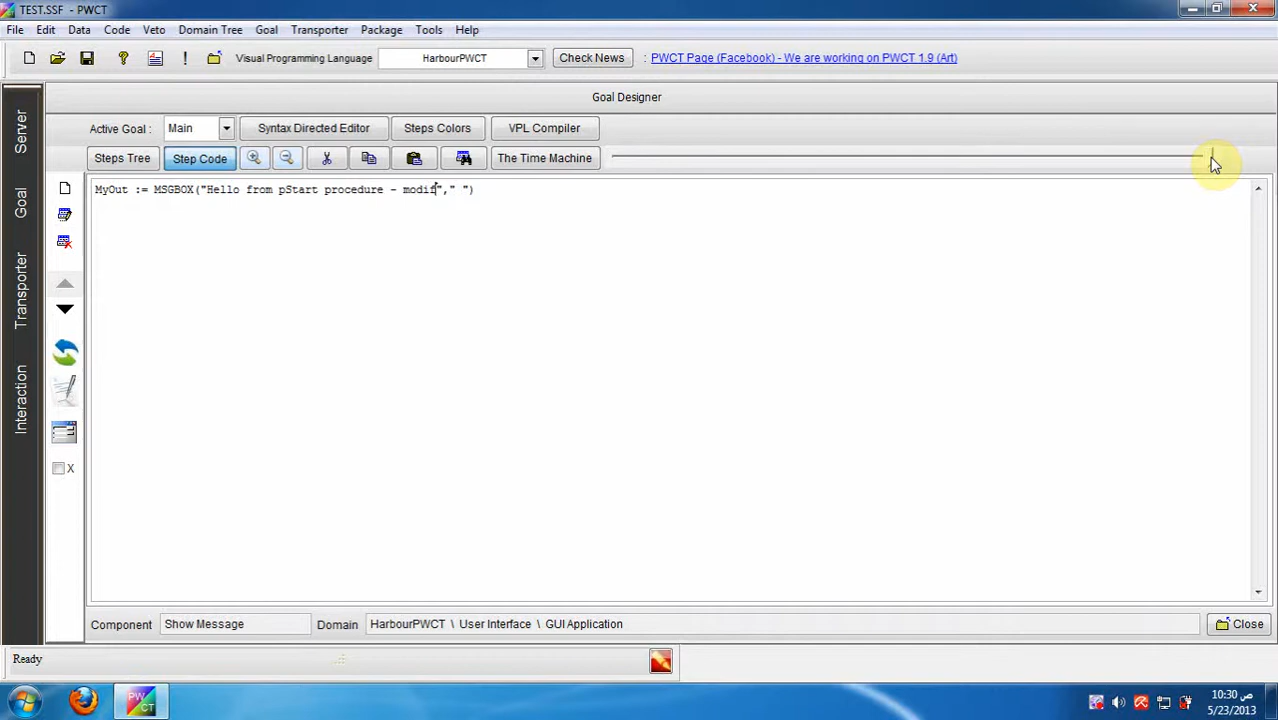 TEST.SSF - PWCT
File Edit Data Code Veto Domain Tree Goal Transporter Package Tools Help
Visual Programming Language HarbourPWCT Check News : PWCT Page (Facebook) - We are working on PWCT 1.9 (Art)
Goal Designer
Active Goal : Main Syntax Directed Editor Steps Colors VPL Compiler
Steps Tree Step Code The Time Machine
MyOut := MSGBOX("Hello from pStart procedure - modif"," ")
Server
Goal
Transporter
Interaction
X
Component Show Message Domain HarbourPWCT \ User Interface \ GUI Application Close
Ready
PW
CT
10:30 ص
5/23/2013